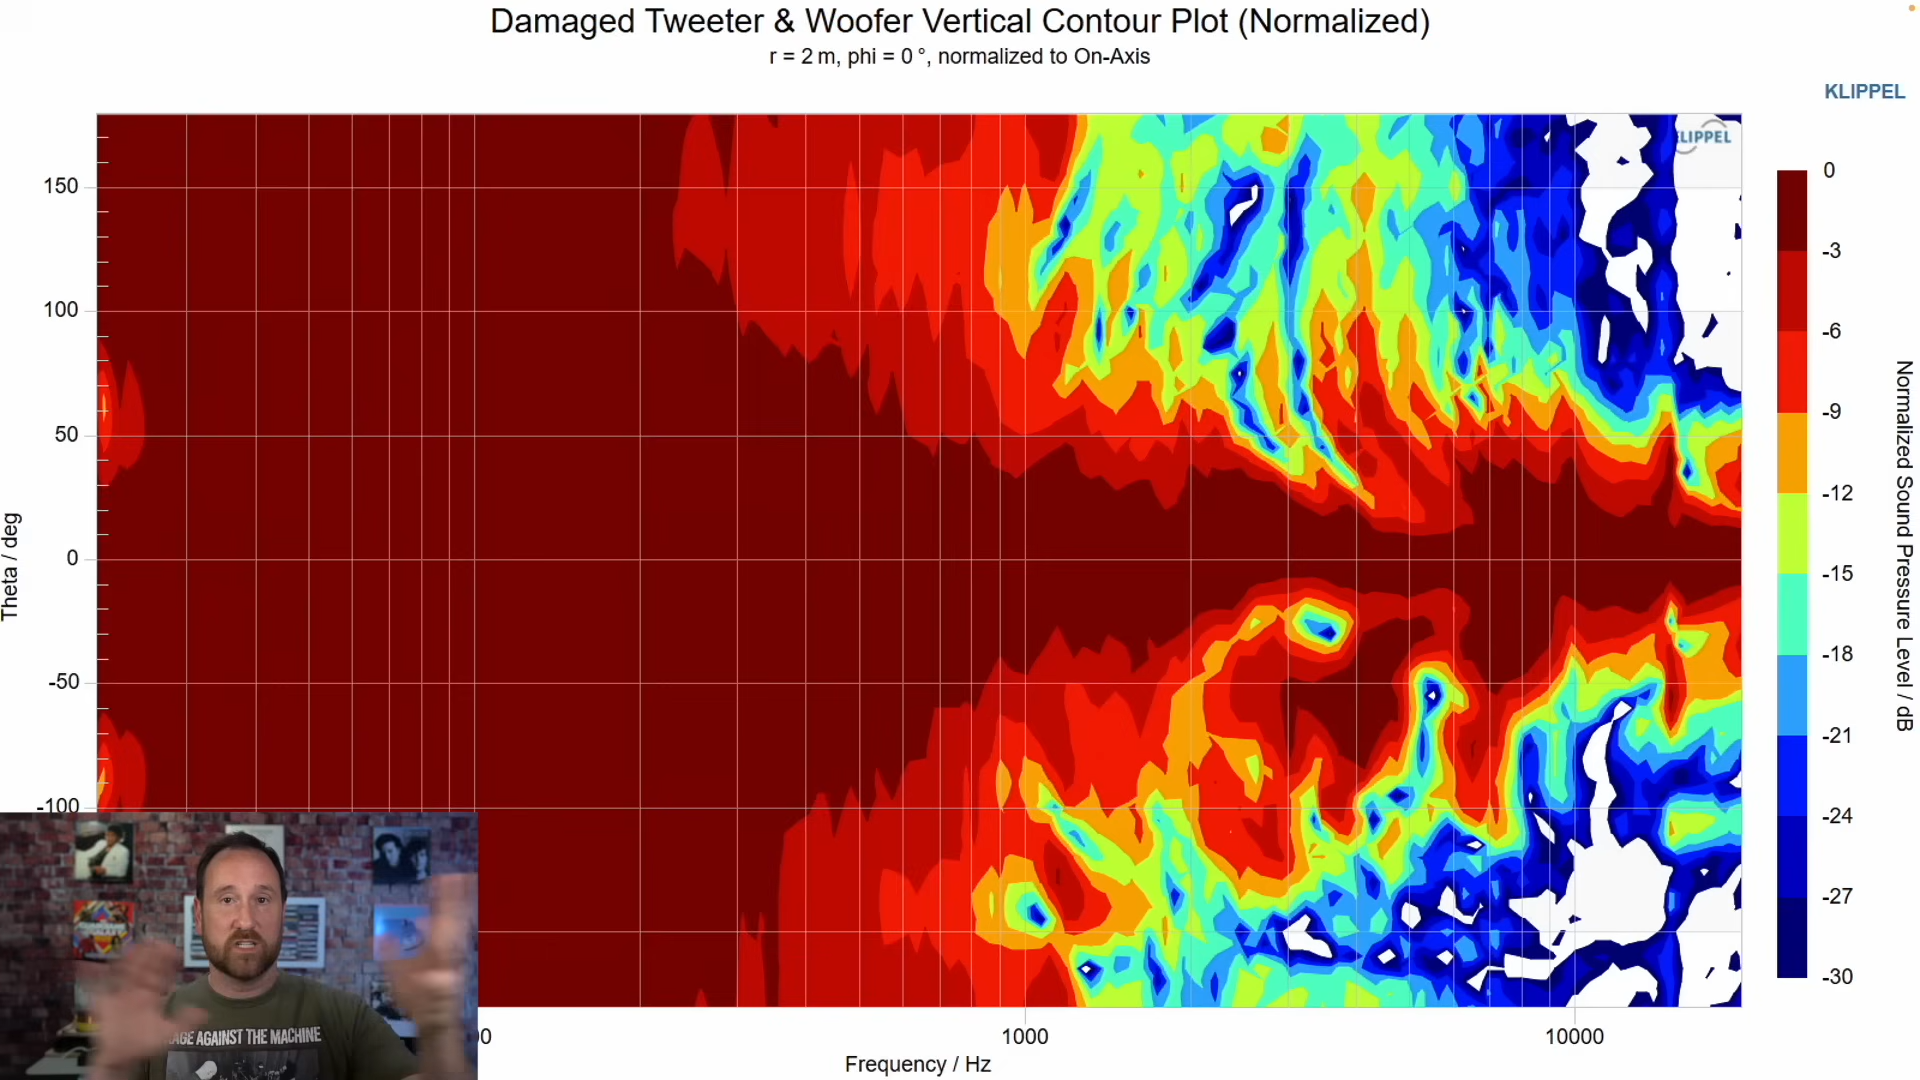 Damaged Tweeter & Woofer Vertical Contour Plot (Normalized)
r = 2 m, phi = 0 °, normalized to On-Axis
KLIPPEL
LIPPEL
150
100
50
0
-50
-100
Theta / deg
0
-3
-6
-9
-12
-15
-18
-21
-24
-27
-30
Normalized Sound Pressure Level / dB
00
1000
10000
Frequency / Hz
AGE AGAINST THE MACHINE